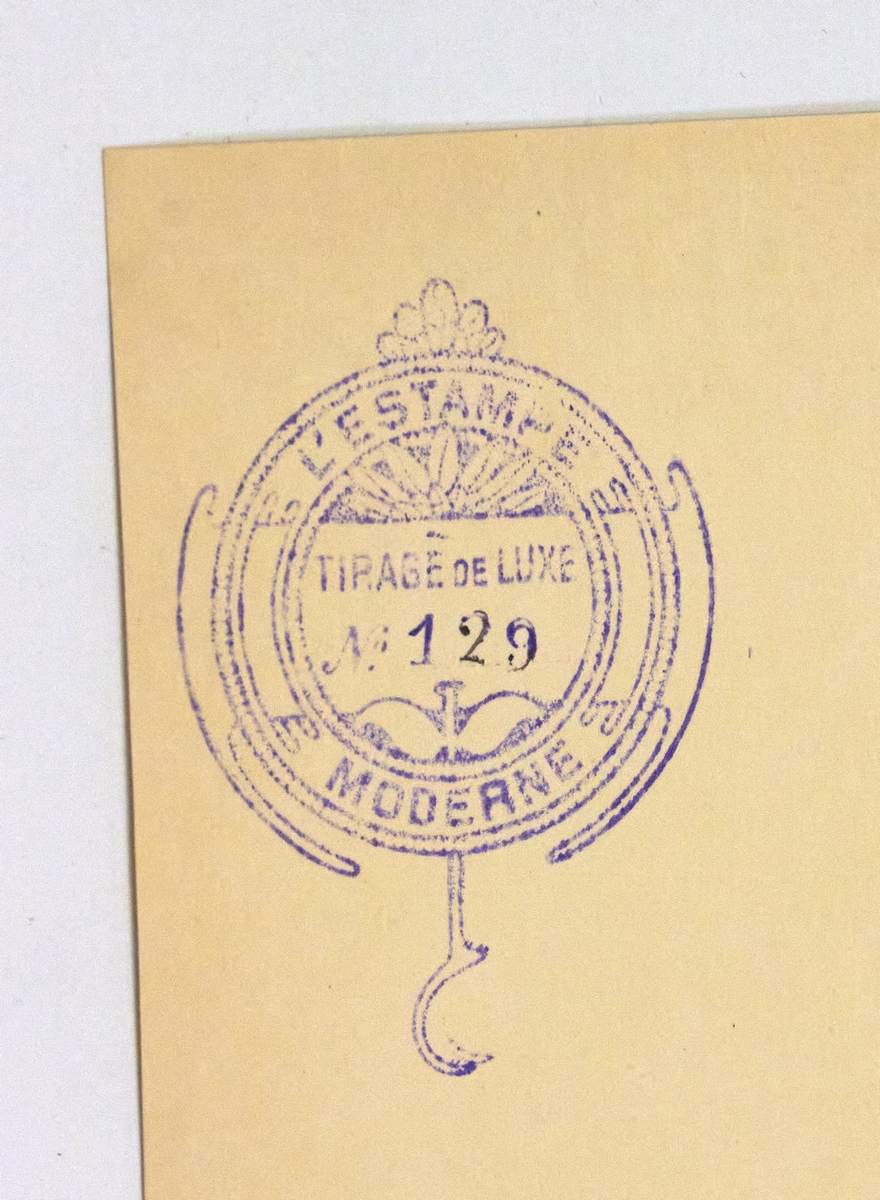 L'ESTAMPE
TIRAGE DE LUXE
No 129
MODERNE